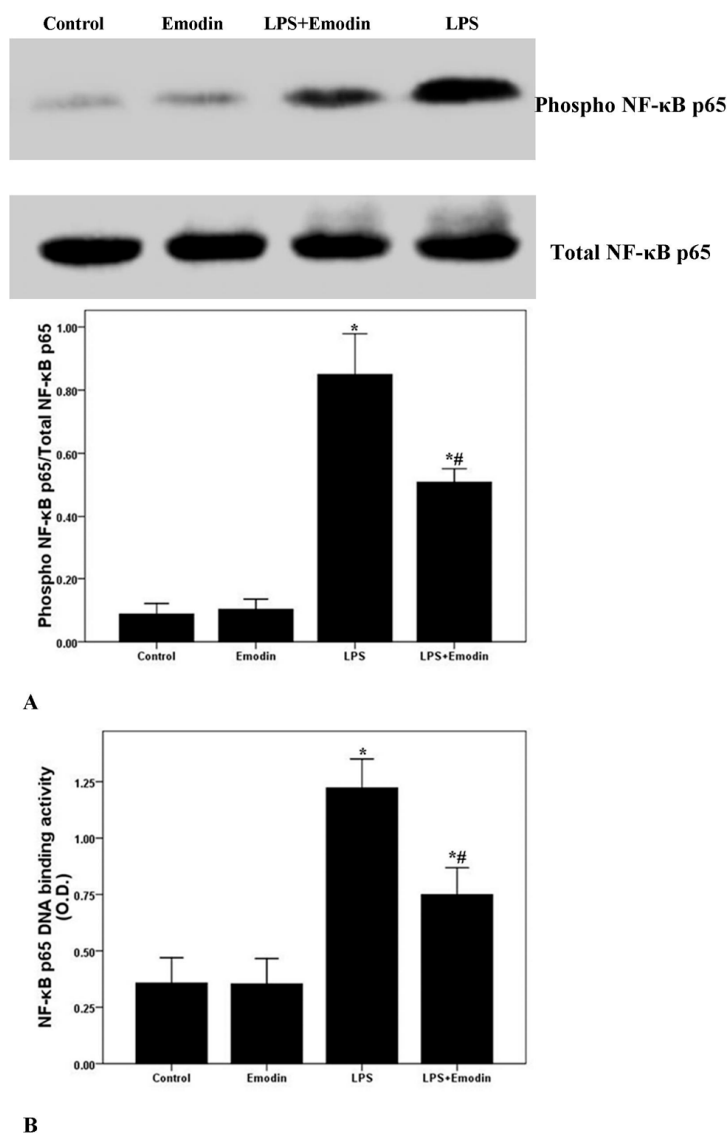 Control Emodin LPS+Emodin LPS
Phospho NF-κB p65
Total NF-κB p65
Phospho NF-κB p65/Total NF-κB p65
1.00
0.80
0.60
0.40
0.20
0.00
*
*#
Control Emodin LPS LPS+Emodin
A
NF-κB p65 DNA binding activity
(O.D.)
1.25
1.00
0.75
0.50
0.25
0.00
*
*#
Control Emodin LPS LPS+Emodin
B